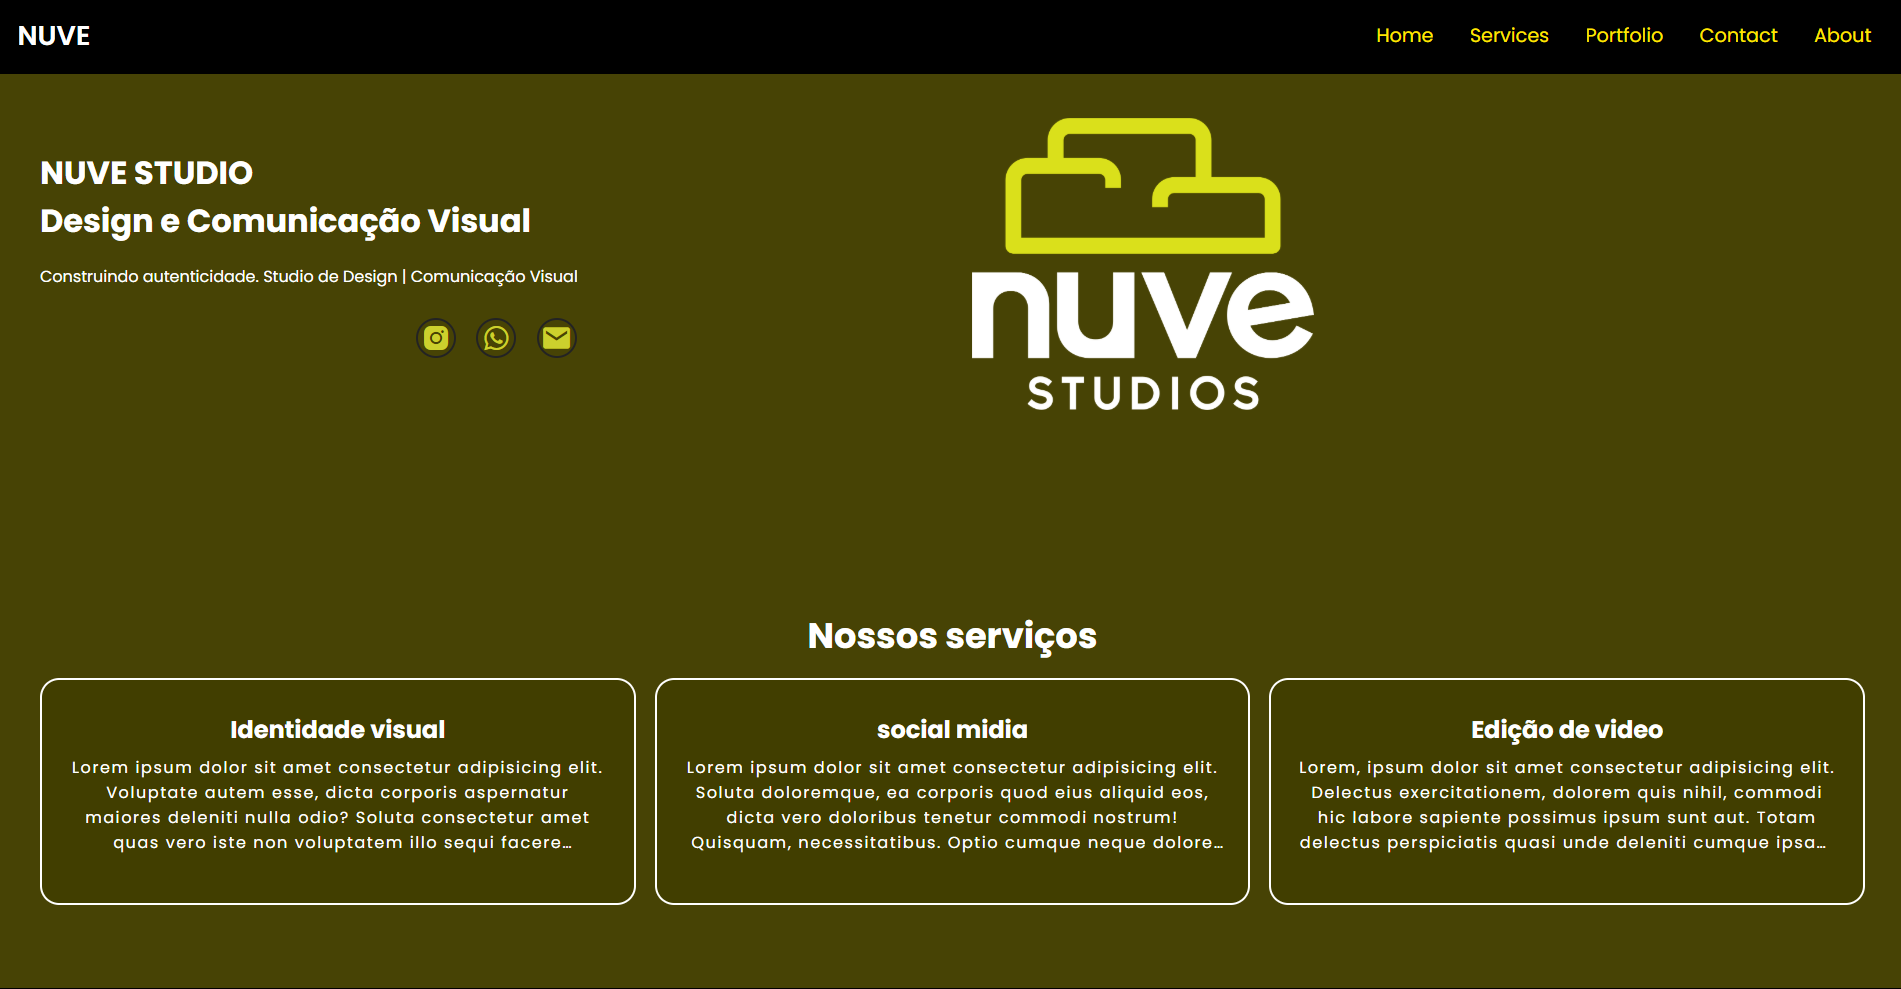 NUVE
Home Services Portfolio Contact About
NUVE STUDIO
Design e Comunicação Visual
Construindo autenticidade. Studio de Design | Comunicação Visual
nuve
STUDIOS
Nossos serviços
Identidade visual
Lorem ipsum dolor sit amet consectetur adipisicing elit.
Voluptate autem esse, dicta corporis aspernatur
maiores deleniti nulla odio? Soluta consectetur amet
quas vero iste non voluptatem illo sequi facere…
social midia
Lorem ipsum dolor sit amet consectetur adipisicing elit.
Soluta doloremque, ea corporis quod eius aliquid eos,
dicta vero doloribus tenetur commodi nostrum!
Quisquam, necessitatibus. Optio cumque neque dolore…
Edição de video
Lorem, ipsum dolor sit amet consectetur adipisicing elit.
Delectus exercitationem, dolorem quis nihil, commodi
hic labore sapiente possimus ipsum sunt aut. Totam
delectus perspiciatis quasi unde deleniti cumque ipsa…